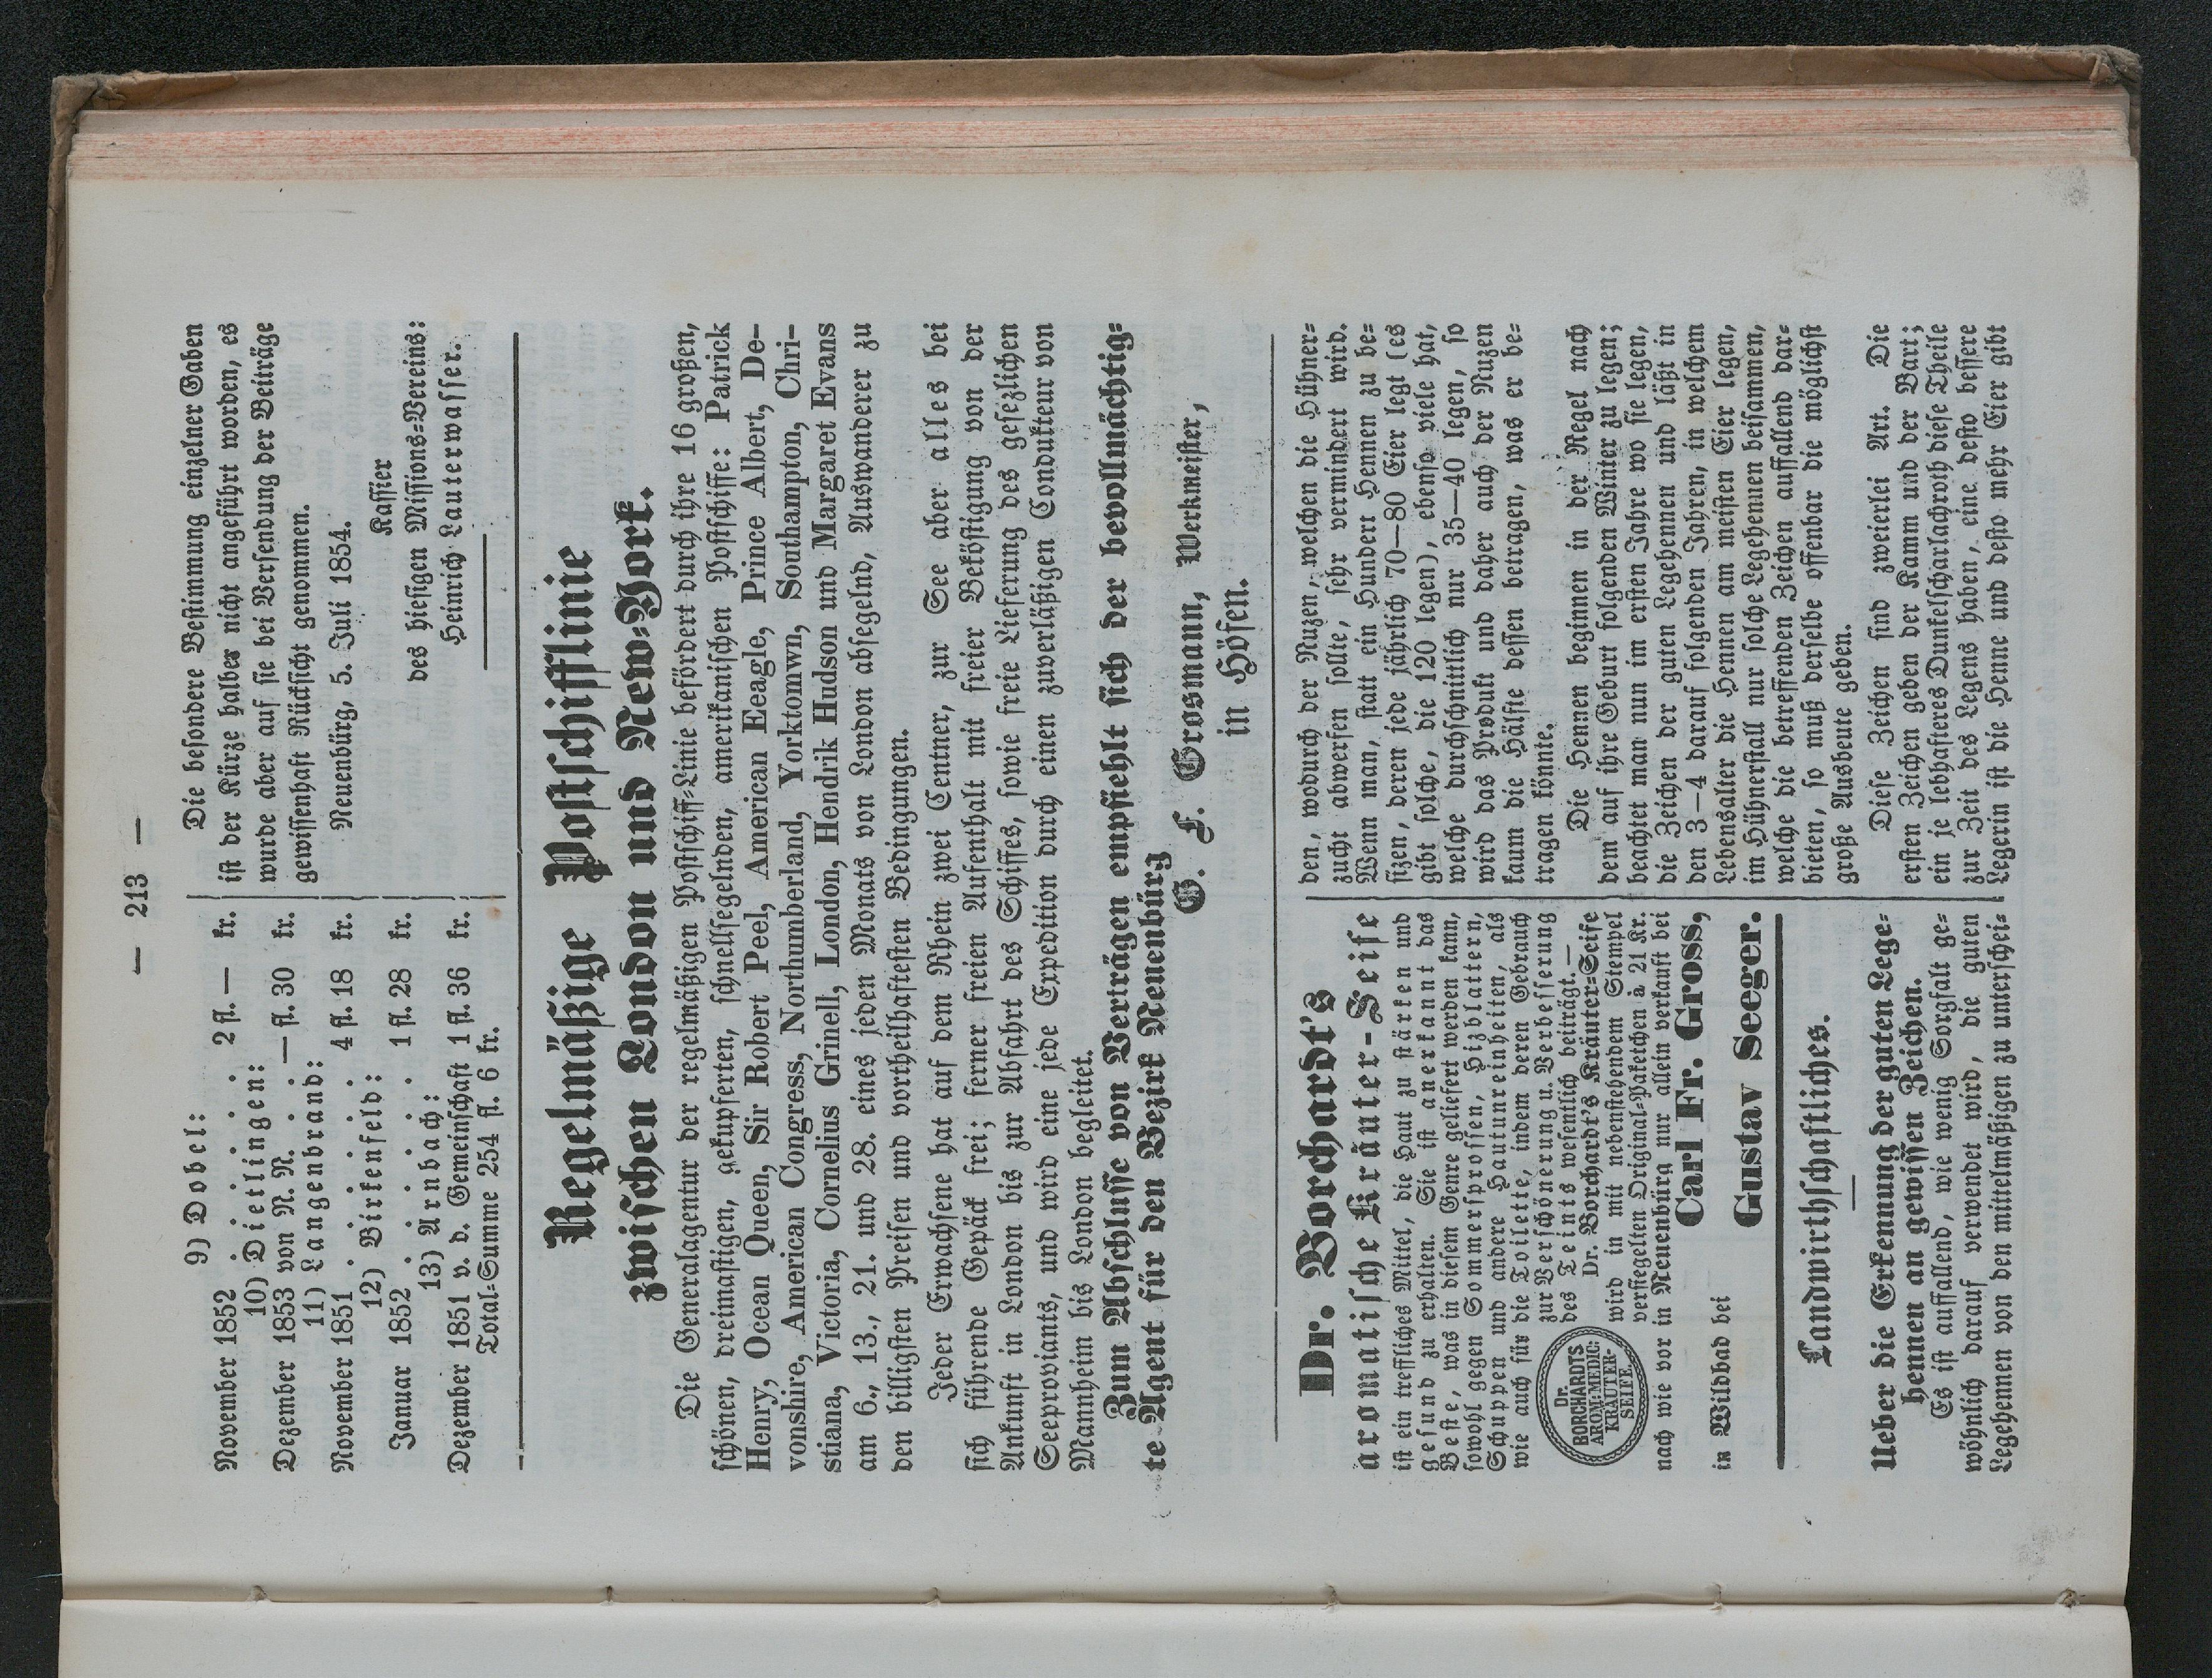 — 213 —
9) Dobel:
November 1852 . . . . 2 fl. — kr.
10) Dietlingen:
Dezember 1853 von N. N. . — fl. 30 kr.
11) Langenbrand:
November 1851 . . . . 4 fl. 18 kr.
12) Birkenfeld:
Januar 1852 . . . . 1 fl. 28 kr.
13) Arnbach:
Dezember 1851 v. d. Gemeinschaft 1 fl. 36 kr.
Total=Summe 254 fl. 6 kr.
Die besondere Bestimmung einzelner Gaben
ist der Kürze halber nicht angeführt worden, es
wurde aber auf sie bei Versendung der Beiträge
gewissenhaft Rücksicht genommen.
Neuenbürg, 5. Juli 1854.
Kassier
des hiesigen Missions=Vereins:
Heinrich Lauterwasser.
Regelmäßige Postschifflinie
zwischen London und New=York.
Die Generalagentur der regelmäßigen Postschiff=Linie befördert durch ihre 16 großen,
schönen, dreimastigen, gekupferten, schnellsegelnden, amerikanischen Postschiffe: Patrick
Henry, Ocean Queen, Sir Robert Peel, American Eeagle, Prince Albert, De-
vonshire, American Congress, Northumberland, Yorktomwn, Southampton, Chri-
stiana, Victoria, Cornelius Grinell, London, Hendrik Hudson und Margaret Evans
am 6., 13., 21. und 28. eines jeden Monats von London absegelnd, Auswanderer zu
den billigsten Preisen und vortheilhaftesten Bedingungen.
Jeder Erwachsene hat auf dem Rhein zwei Centner, zur See aber alles bei
sich führende Gepäck frei; ferner freien Aufenthalt mit freier Beköstigung von der
Ankunft in London bis zur Abfahrt des Schiffes, sowie freie Lieferung des gesezlichen
Seeproviants, und wird eine jede Expedition durch einen zuverläßigen Condukteur von
Mannheim bis London begleitet.
Zum Abschlusse von Verträgen empfiehlt sich der bevollmächtig=
te Agent für den Bezirk Neuenbürg
G. F. Grosmann, Werkmeister,
in Höfen.
Dr. Borchardt's
aromatische Kräuter-Seife
ist ein treffliches Mittel, die Haut zu stärken und
gesund zu erhalten. Sie ist anerkannt das
Beste, was in diesem Genre geliefert werden kann,
sowohl gegen Sommersprossen, Hizblattern,
Schuppen und andere Hautunreinheiten, als
wie auch für die Toilette, indem deren Gebrauch
zur Verschönerung u. Verbesserung
des Teints wesentlich beiträgt.—
Dr. Borchardt's Kräuter=Seife
wird in mit nebenstehendem Stempel
versiegelten Original=Paketchen à 21 Kr.
nach wie vor in Neuenbürg nur allein verkauft bei
Dr.
BORCHARDTS
AROM:MEDIC:
KRÄUTER-
SEIFE
Carl Fr. Gross,
in Wildbad bei
Gustav Seeger.
Landwirthschaftliches.
Ueber die Erkennung der guten Lege=
hennen an gewissen Zeichen.
Es ist auffallend, wie wenig Sorgfalt ge=
wöhnlich darauf verwendet wird, die guten
Legehennen von den mittelmäßigen zu unterschei=
den, wodurch der Nuzen, welchen die Hühner=
zucht abwerfen sollte, sehr vermindert wird.
Wenn man, statt ein Hundert Hennen zu be=
sizen, deren jede jährlich 70—80 Eier legt (es
gibt solche, die 120 legen), ebenso viele hat,
welche durchschnittlich nur 35—40 legen, so
wird das Produkt und daher auch der Nuzen
kaum die Hälfte dessen betragen, was er be=
tragen könnte.
Die Hennen beginnen in der Regel nach
dem auf ihre Geburt folgenden Winter zu legen;
beachtet man nun im ersten Jahre wo sie legen,
die Zeichen der guten Legehennen und läßt in
den 3—4 darauf folgenden Jahren, in welchem
Lebensalter die Hennen am meisten Eier legen,
im Hühnerstall nur solche Legehennen beisammen,
welche die betreffenden Zeichen auffallend dar=
bieten, so muß derselbe offenbar die möglichst
große Ausbeute geben.
Diese Zeichen sind zweierlei Art. Die
ersten Zeichen geben der Kamm und der Bart;
ein je lebhafteres Dunkelscharlachroth diese Theile
zur Zeit des Legens haben, eine desto bessere
Legerin ist die Henne und desto mehr Eier gibt